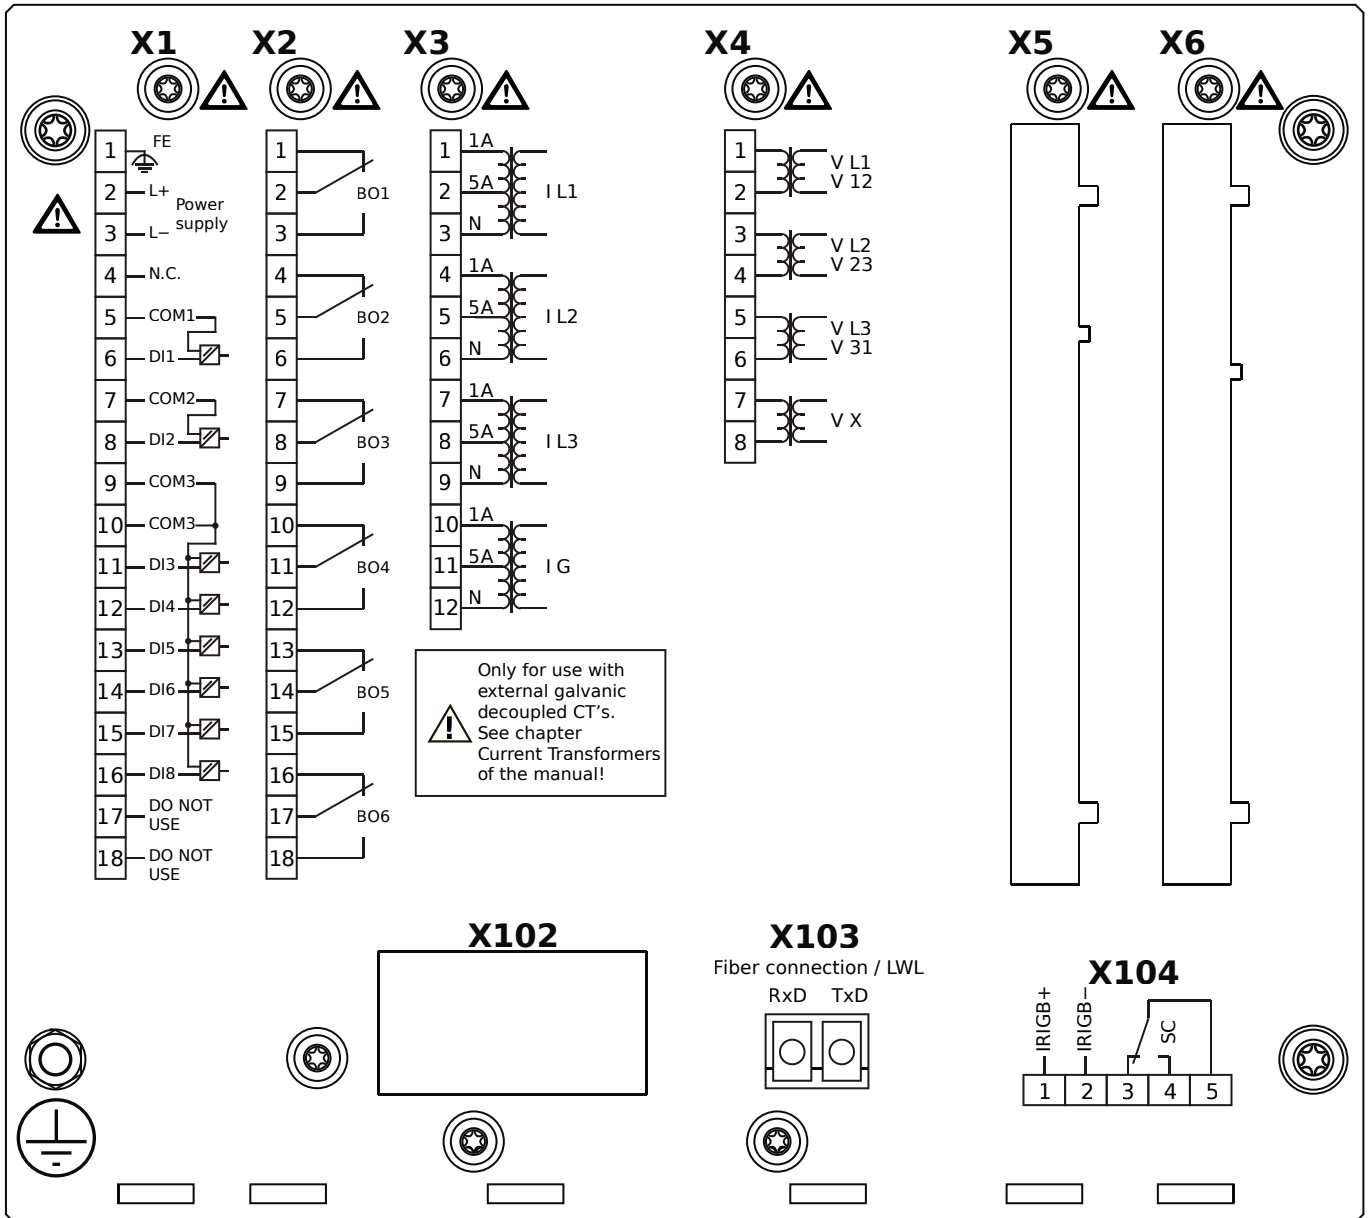 X1
X2
X3
X4
X5
X6
1 FE
2 L+
Power
supply
3 L−
4 N.C.
5 COM1
6 DI1
7 COM2
8 DI2
9 COM3
10 COM3
11 DI3
12 DI4
13 DI5
14 DI6
15 DI7
16 DI8
17 DO NOT
USE
18 DO NOT
USE
1
2 BO1
3
4
5 BO2
6
7
8 BO3
9
10
11 BO4
12
13
14 BO5
15
16
17 BO6
18
1 1A
2 5A I L1
3 N
4 1A
5 5A I L2
6 N
7 1A
8 5A I L3
9 N
10 1A
11 5A I G
12 N
Only for use with
external galvanic
decoupled CT's.
See chapter
Current Transformers
of the manual!
1 V L1
2 V 12
3 V L2
4 V 23
5 V L3
6 V 31
7 V X
8
X102
X103
Fiber connection / LWL
RxD TxD
X104
IRIGB+
IRIGB−
SC
1 2 3 4 5